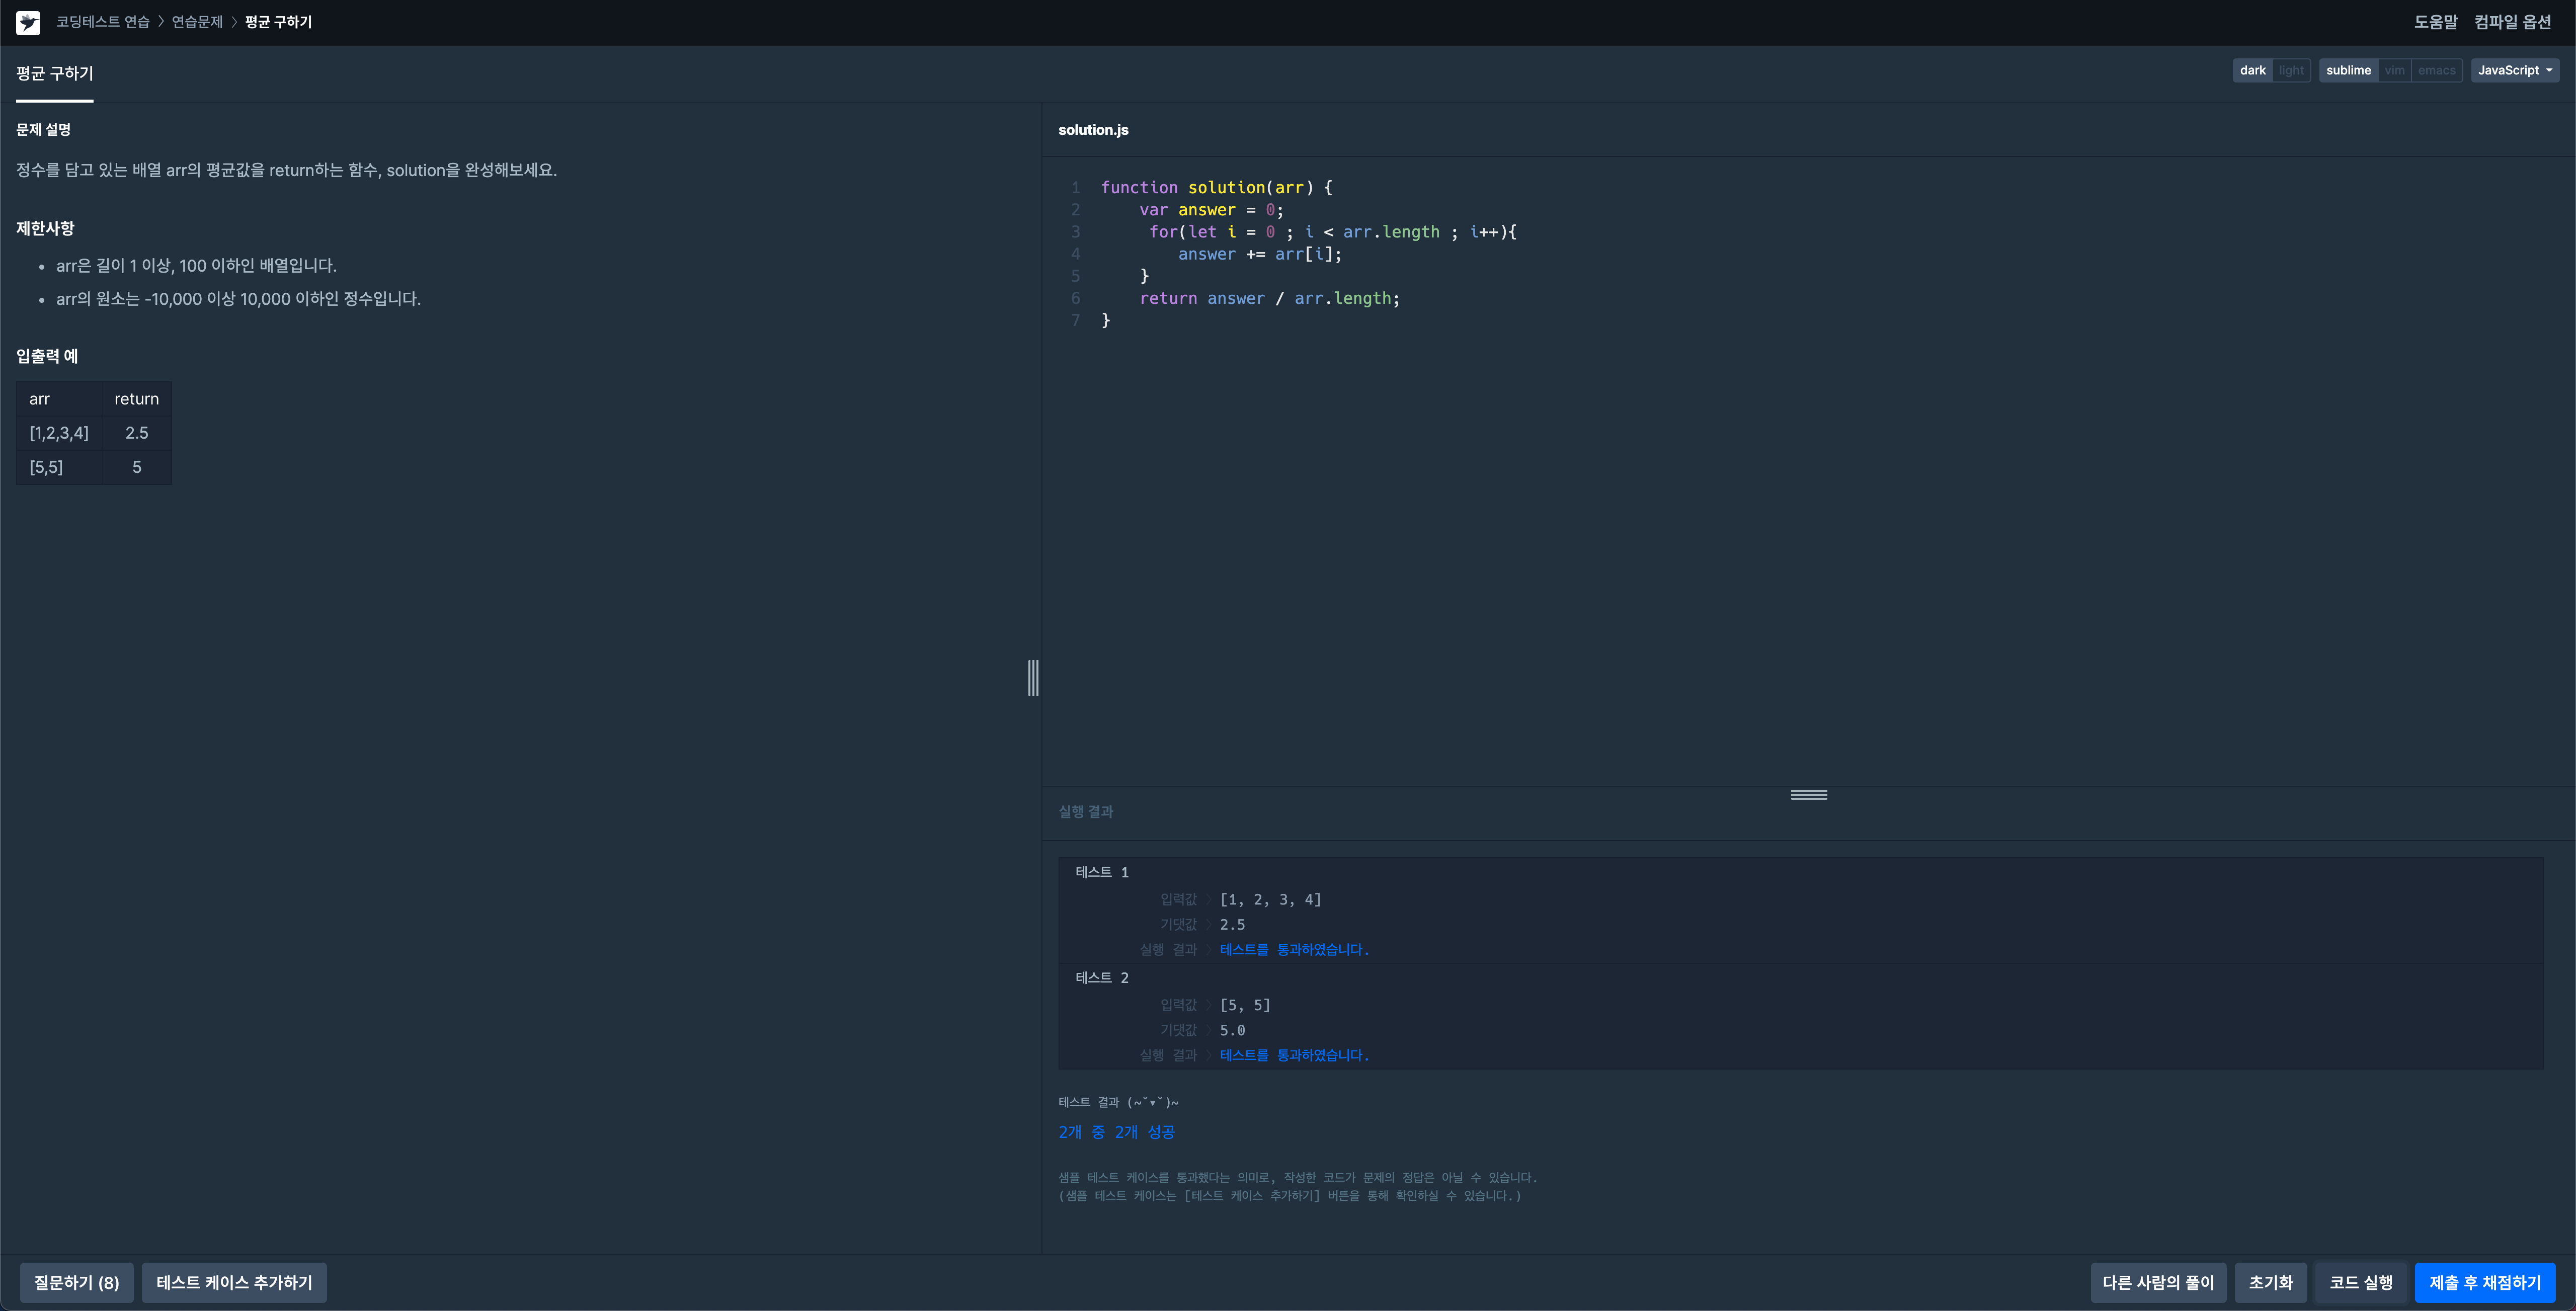 코딩테스트 연습 > 연습문제 > 평균 구하기
도움말 컴파일 옵션
평균 구하기
dark light sublime vim emacs JavaScript
문제 설명
정수를 담고 있는 배열 arr의 평균값을 return하는 함수, solution을 완성해보세요.
제한사항
• arr은 길이 1 이상, 100 이하인 배열입니다.
• arr의 원소는 -10,000 이상 10,000 이하인 정수입니다.
입출력 예
arr return
[1,2,3,4] 2.5
[5,5] 5
solution.js
1 function solution(arr) {
2     var answer = 0;
3      for(let i = 0 ; i < arr.length ; i++){
4         answer += arr[i];
5     }
6     return answer / arr.length;
7 }
실행 결과
테스트 1
입력값 > [1, 2, 3, 4]
기댓값 > 2.5
실행 결과 > 테스트를 통과하였습니다.
테스트 2
입력값 > [5, 5]
기댓값 > 5.0
실행 결과 > 테스트를 통과하였습니다.
테스트 결과 (~˘▾˘)~
2개 중 2개 성공
샘플 테스트 케이스를 통과했다는 의미로, 작성한 코드가 문제의 정답은 아닐 수 있습니다.
(샘플 테스트 케이스는 [테스트 케이스 추가하기] 버튼을 통해 확인하실 수 있습니다.)
질문하기 (8) 테스트 케이스 추가하기
다른 사람의 풀이 초기화 코드 실행 제출 후 채점하기